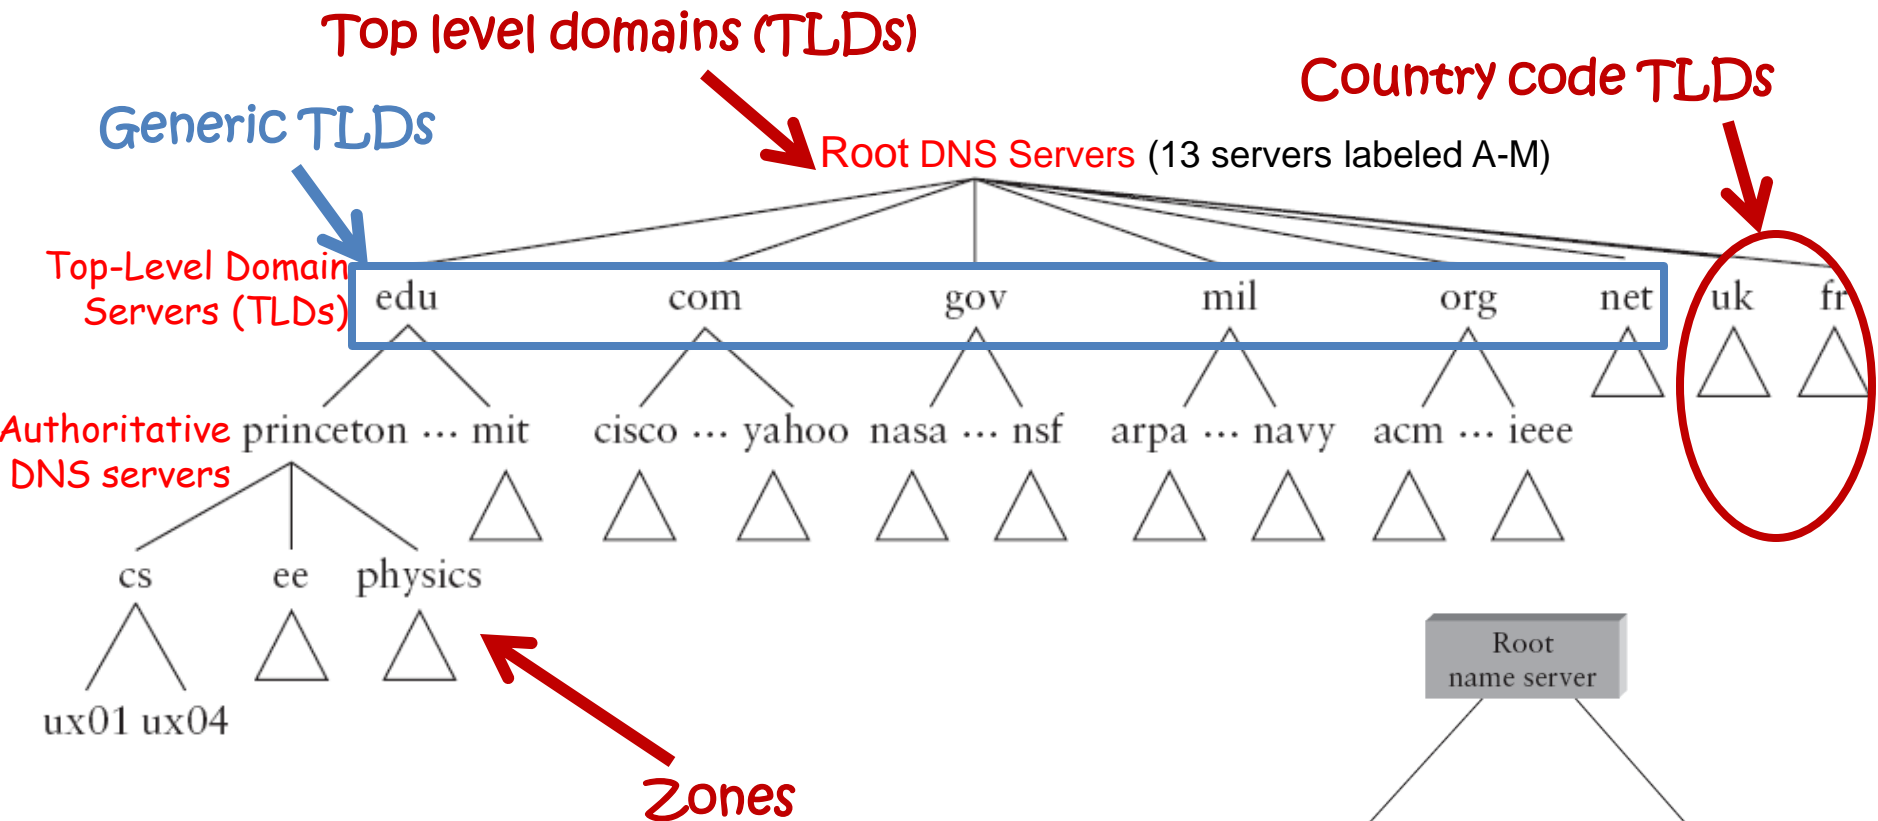 Top level domains (TLDs)
Country code TLDs
Generic TLDs
Root DNS Servers (13 servers labeled A-M)
Top-Level Domain
Servers (TLDs)
edu com gov mil org net uk fr
Authoritative
DNS servers
princeton ... mit cisco ... yahoo nasa ... nsf arpa ... navy acm ... ieee
cs ee physics
Root
name server
ux01 ux04
Zones